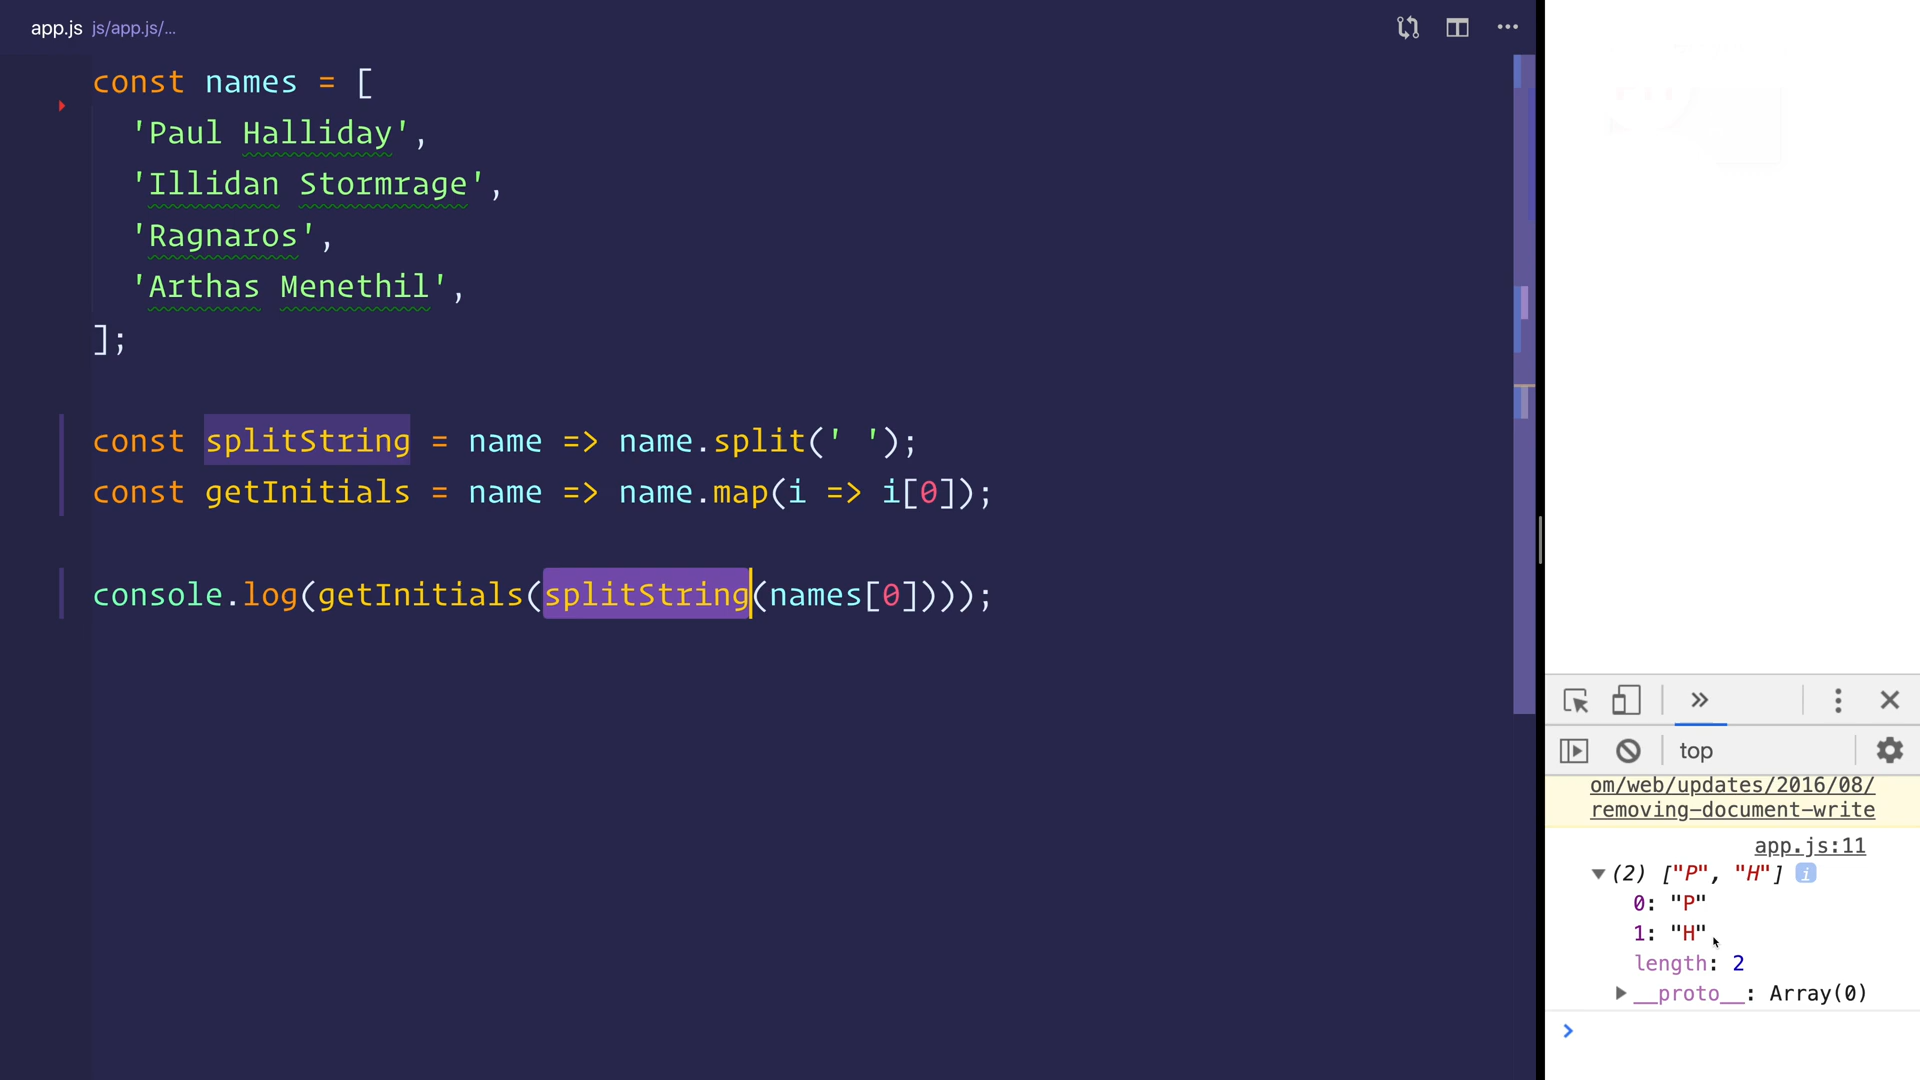 app.js js/app.js/...
const names = [
'Paul Halliday',
'Illidan Stormrage',
'Ragnaros',
'Arthas Menethil',
];
const splitString = name => name.split(' ');
const getInitials = name => name.map(i => i[0]);
console.log(getInitials(splitString(names[0])));
top
om/web/updates/2016/08/
removing-document-write
app.js:11
(2) ["P", "H"] i
0: "P"
1: "H"
length: 2
__proto__: Array(0)